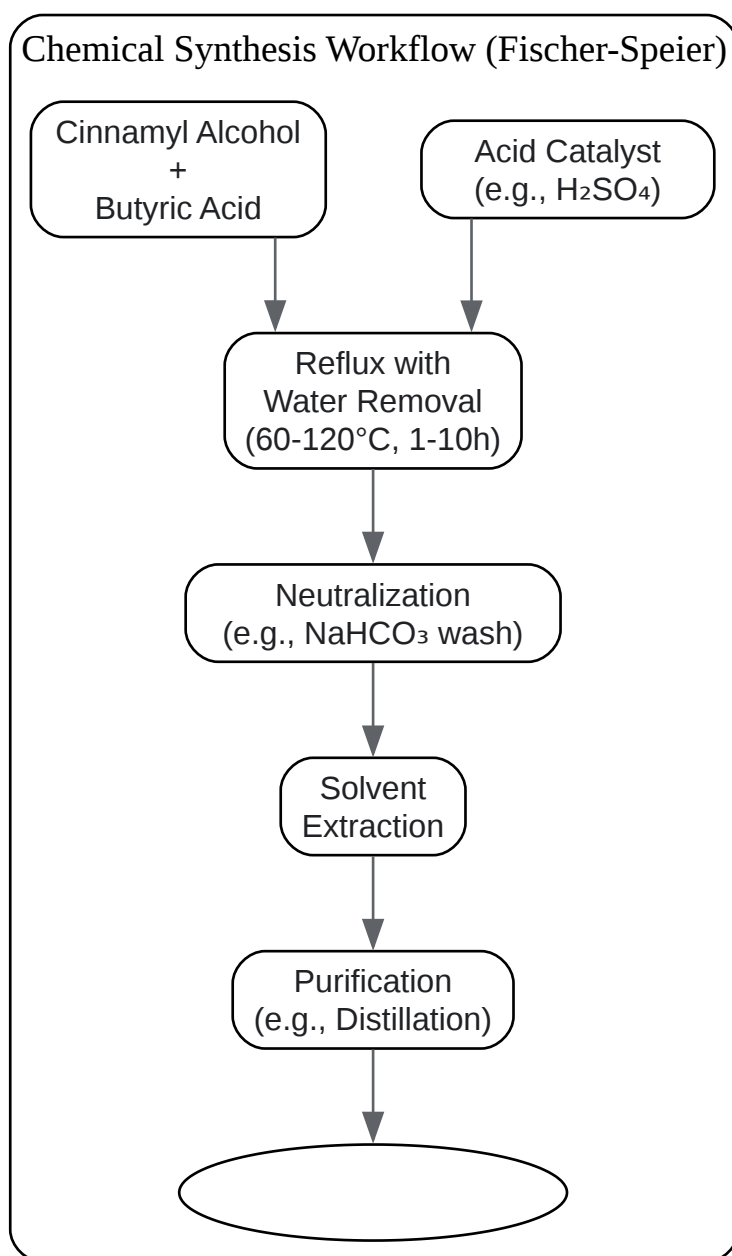 Chemical Synthesis Workflow (Fischer-Speier)
Cinnamyl Alcohol
+
Butyric Acid
Acid Catalyst
(e.g., H₂SO₄)
Reflux with
Water Removal
(60-120°C, 1-10h)
Neutralization
(e.g., NaHCO₃ wash)
Solvent
Extraction
Purification
(e.g., Distillation)